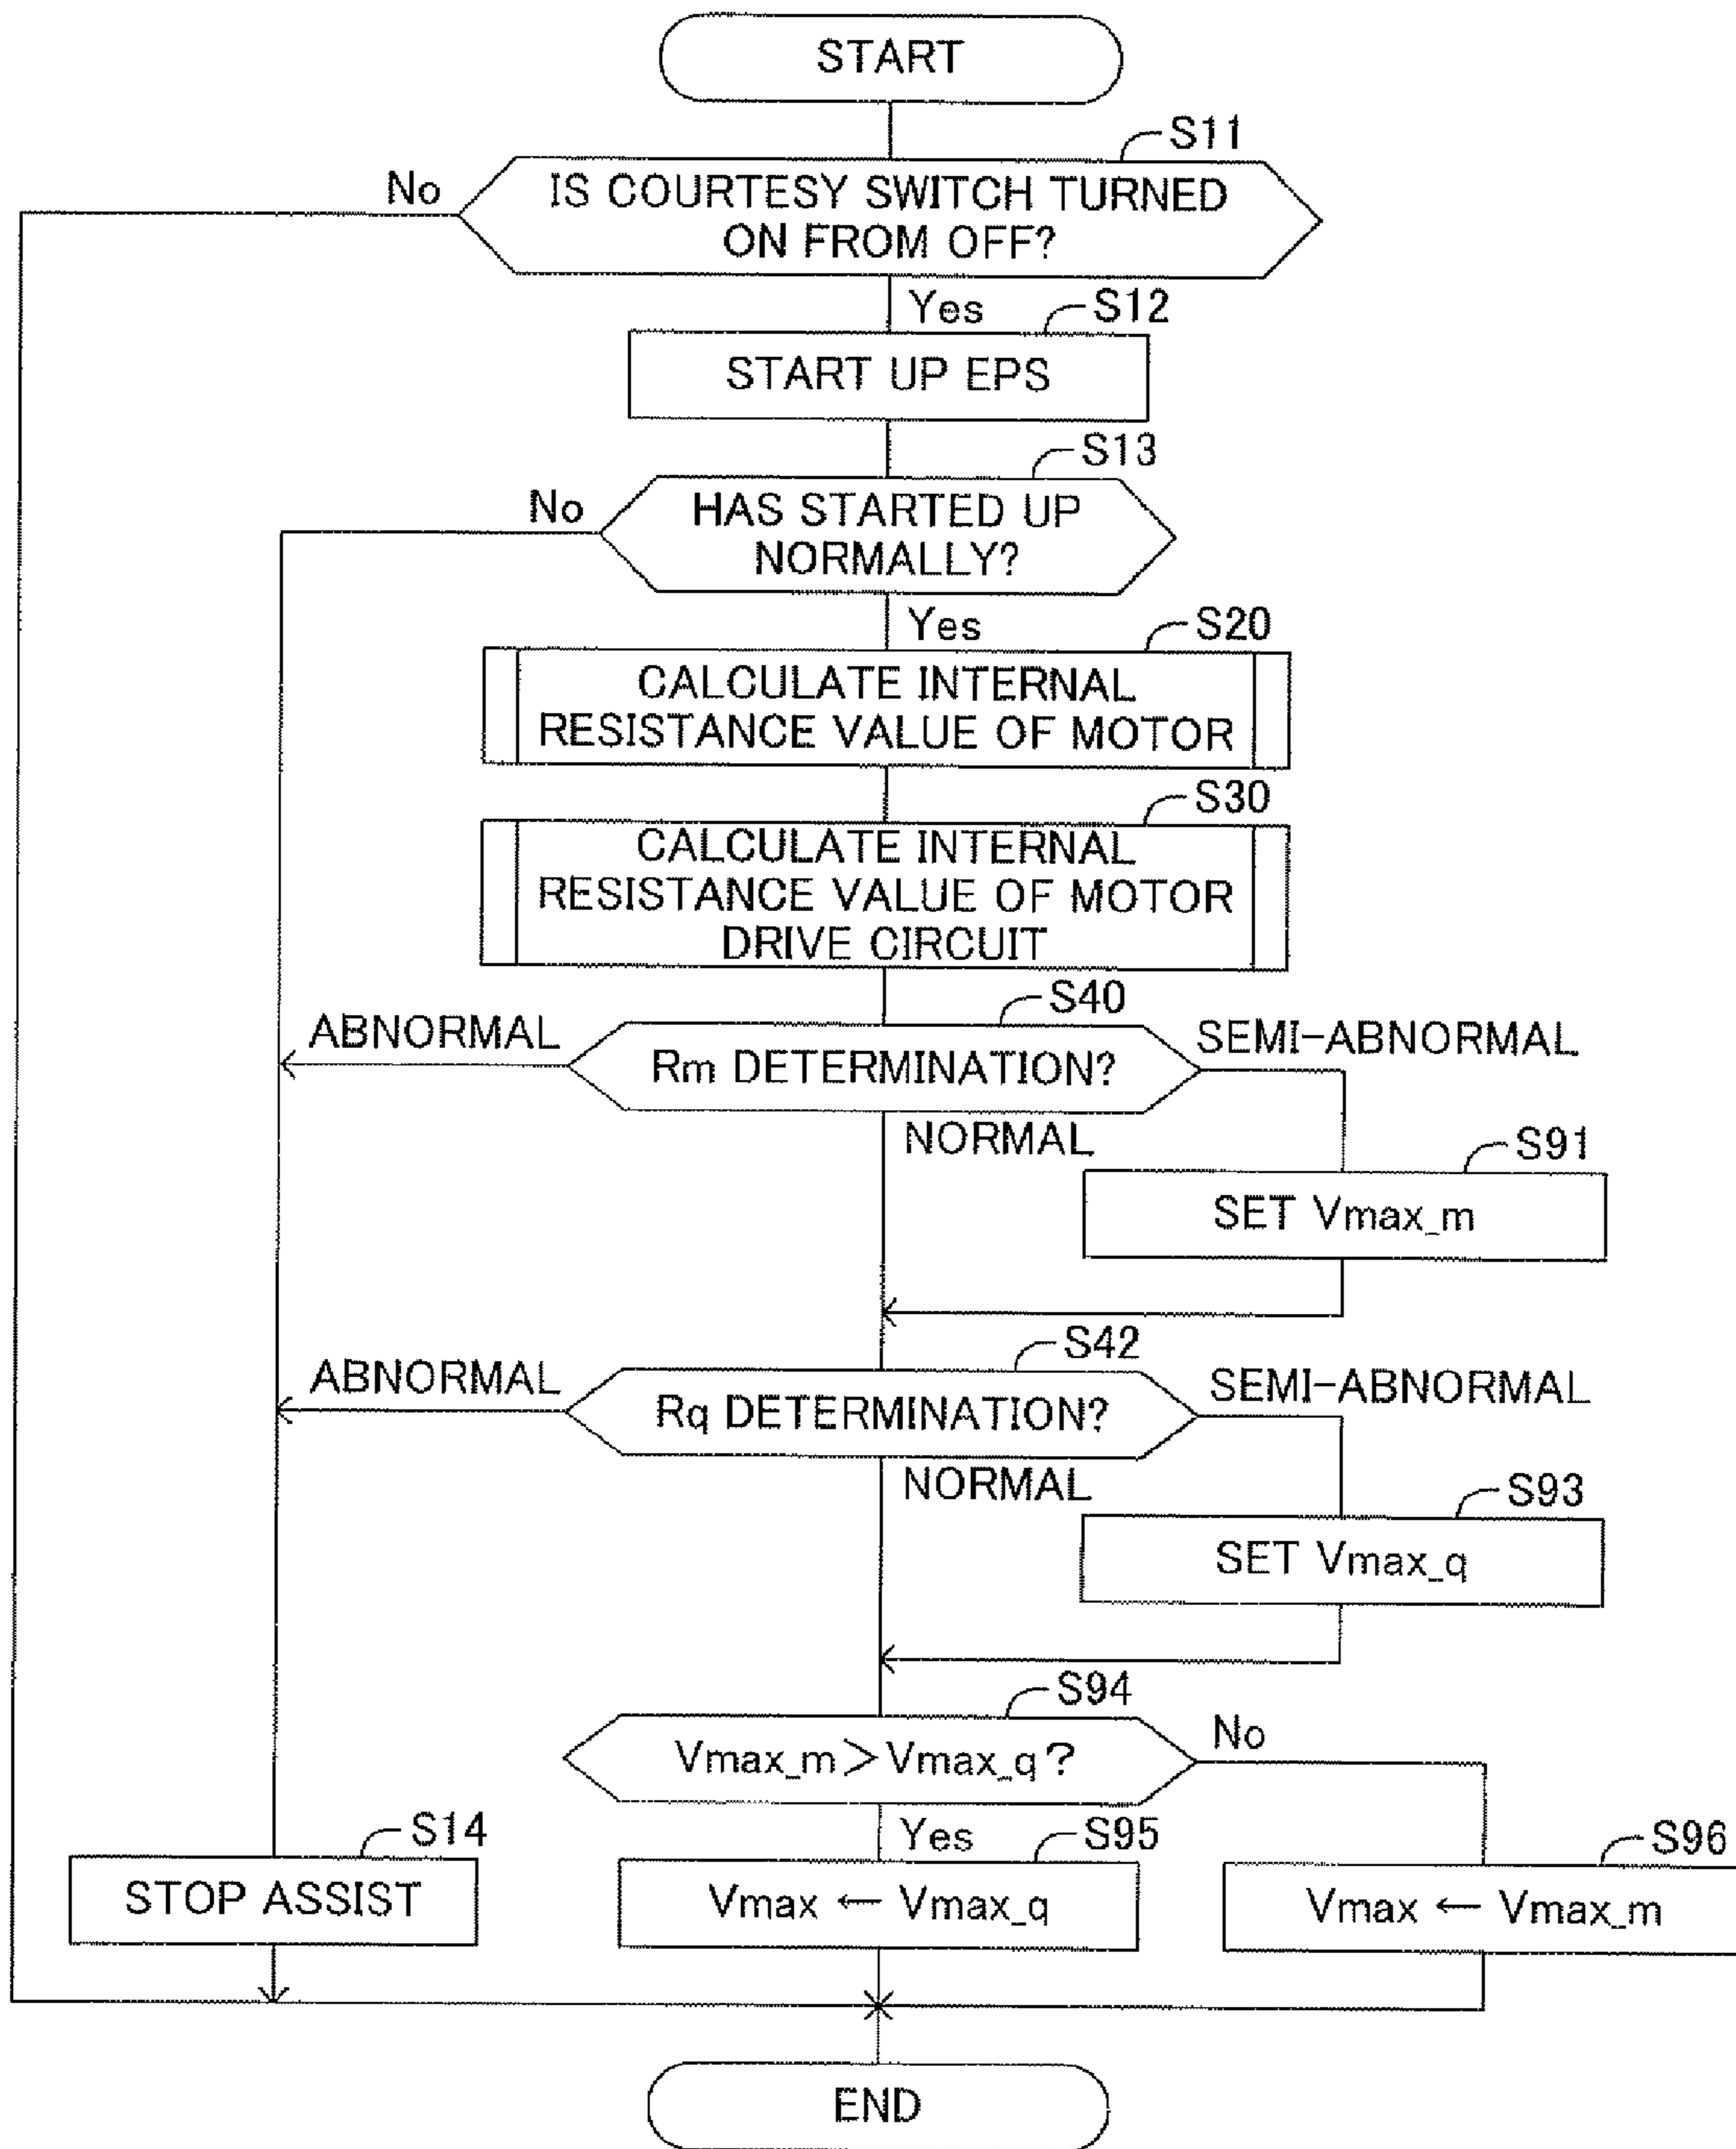 START
S11
No
IS COURTESY SWITCH TURNED
ON FROM OFF?
Yes
S12
START UP EPS
S13
No
HAS STARTED UP
NORMALLY?
Yes
S20
CALCULATE INTERNAL
RESISTANCE VALUE OF MOTOR
S30
CALCULATE INTERNAL
RESISTANCE VALUE OF MOTOR
DRIVE CIRCUIT
S40
ABNORMAL
Rm DETERMINATION?
SEMI-ABNORMAL
NORMAL
S91
SET Vmax_m
S42
ABNORMAL
Rq DETERMINATION?
SEMI-ABNORMAL
NORMAL
S93
SET Vmax_q
S94
Vmax_m > Vmax_q ?
No
Yes
S14
STOP ASSIST
S95
Vmax ← Vmax_q
S96
Vmax ← Vmax_m
END